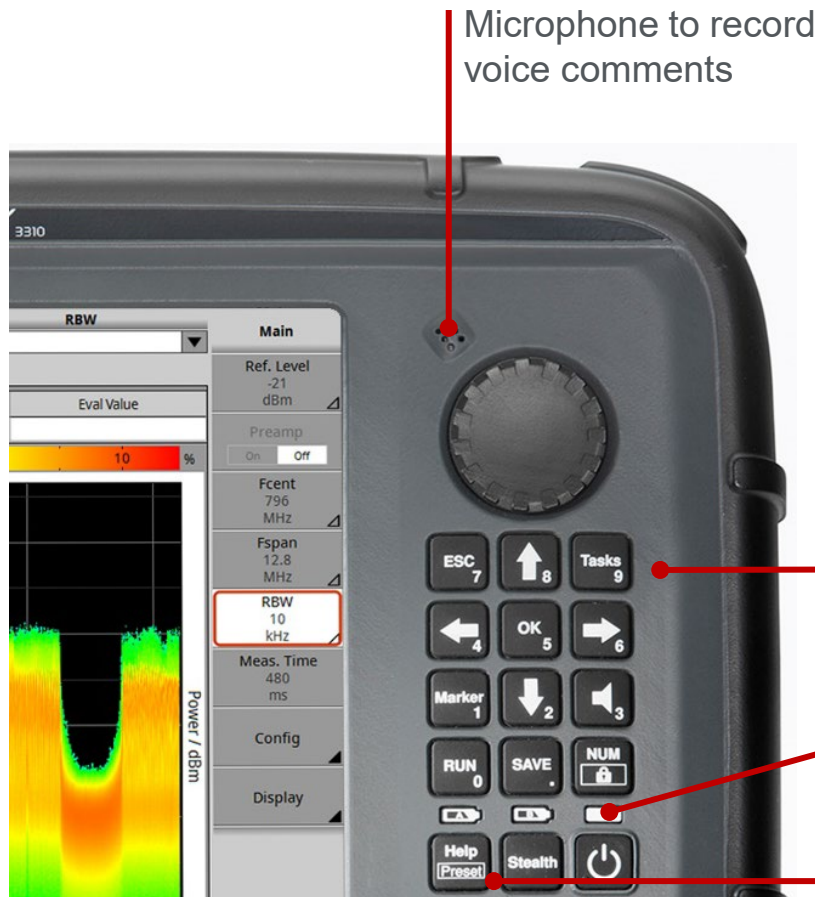 Microphone to record
voice comments
3310
RBW
Eval Value
10
%
Power / dBm
Main
Ref. Level
-21
dBm
Preamp
On Off
Fcent
796
MHz
Fspan
12.8
MHz
RBW
10
kHz
Meas. Time
480
ms
Config
Display
ESC 7
8
Tasks 9
4
OK 5
6
Marker 1
2
3
RUN 0
SAVE .
NUM
A
B
Help
Preset
Stealth